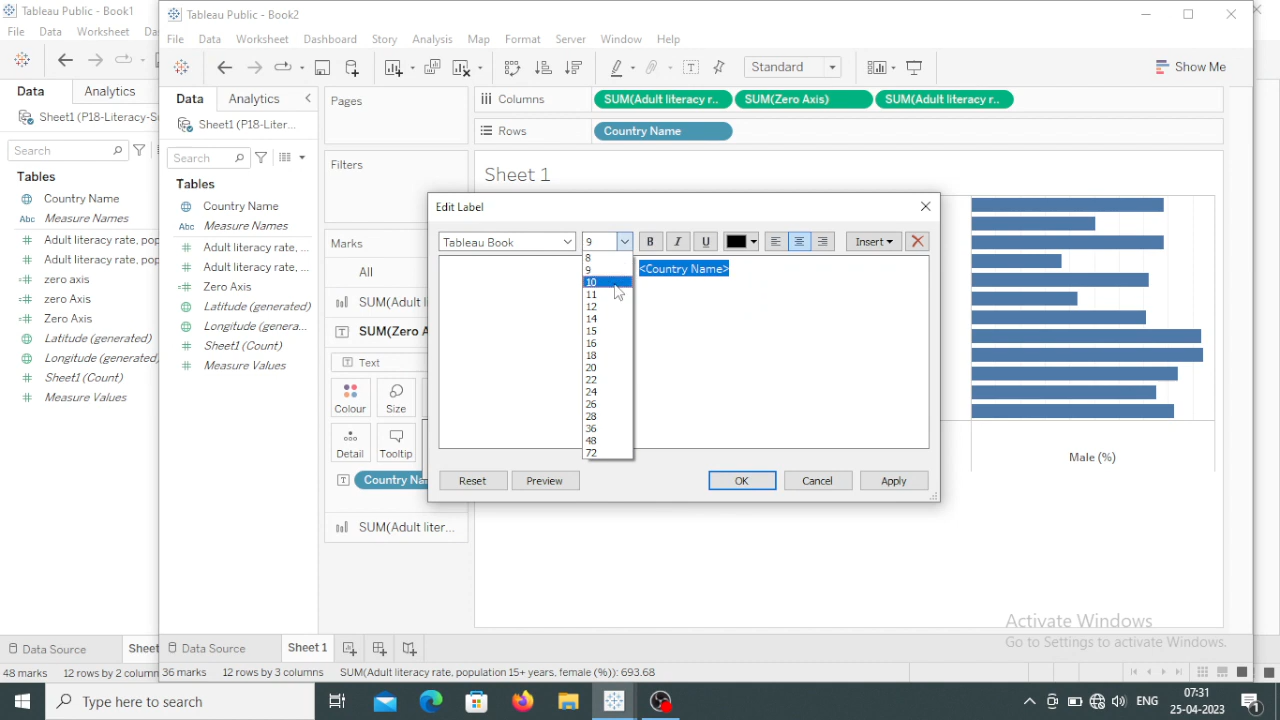 Tableau Public - Book1
Tableau Public - Book2
File Data Worksheet Da
File Data Worksheet Dashboard Story Analysis Map Format Server Window Help
Standard
Show Me
Data Analytics
Data Analytics
Pages
Columns
SUM(Adult literacy r.. SUM(Zero Axis) SUM(Adult literacy r..
Sheet1 (P18-Literacy-S
Sheet1 (P18-Liter...
Rows
Country Name
Search
Search
Filters
Tables
Country Name
Measure Names
Adult literacy rate, pop
Adult literacy rate, pop
zero Axis
zero Axis
Zero Axis
Latitude (generated)
Longitude (generated)
Sheet1 (Count)
Measure Values
Tables
Country Name
Measure Names
Adult literacy rate, ...
Adult literacy rate, ...
Zero Axis
Latitude (generated)
Longitude (genera...
Sheet1 (Count)
Measure Values
Marks
All
SUM(Adult l
SUM(Zero A
Text
Colour Size
Detail Tooltip
Country Na
SUM(Adult liter...
Sheet 1
Edit Label
Tableau Book
9
B I U
Insert
<Country Name>
8
9
10
11
12
14
15
16
18
20
22
24
26
28
36
48
72
Reset Preview OK Cancel Apply
Male (%)
Activate Windows
Go to Settings to activate Windows.
Data Source Sheet
Data Source Sheet 1
48 marks 12 rows by 2 column
36 marks 12 rows by 3 columns SUM(Adult literacy rate, population 15+ years, female (%)): 693.68
Type here to search
ENG
07:31
25-04-2023
1